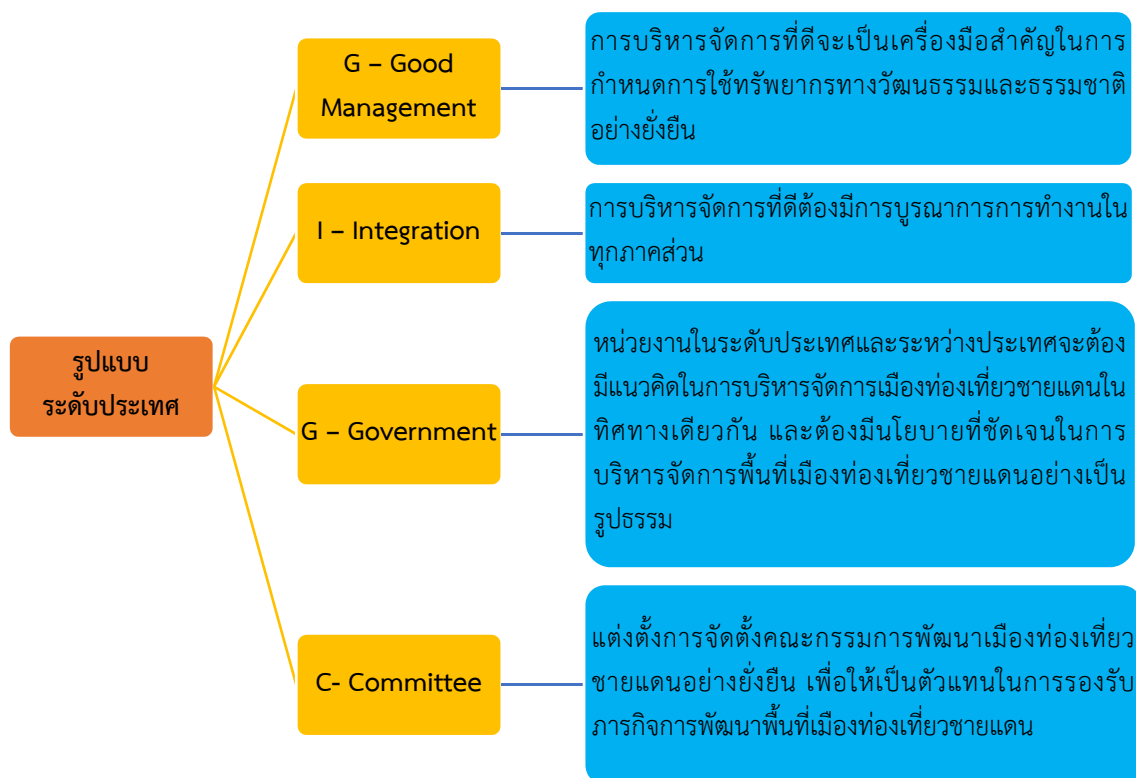 รูปแบบ
ระดับประเทศ
G – Good
Management
การบริหารจัดการที่ดีจะเป็นเครื่องมือสำคัญในการ
กำหนดการใช้ทรัพยากรทางวัฒนธรรมและธรรมชาติ
อย่างยั่งยืน
I – Integration
การบริหารจัดการที่ดีต้องมีการบูรณาการการทำงานใน
ทุกภาคส่วน
G – Government
หน่วยงานในระดับประเทศและระหว่างประเทศจะต้อง
มีแนวคิดในการบริหารจัดการเมืองท่องเที่ยวชายแดนใน
ทิศทางเดียวกัน และต้องมีนโยบายที่ชัดเจนในการ
บริหารจัดการพื้นที่เมืองท่องเที่ยวชายแดนอย่างเป็น
รูปธรรม
C- Committee
แต่งตั้งการจัดตั้งคณะกรรมการพัฒนาเมืองท่องเที่ยว
ชายแดนอย่างยั่งยืน เพื่อให้เป็นตัวแทนในการรองรับ
ภารกิจการพัฒนาพื้นที่เมืองท่องเที่ยวชายแดน